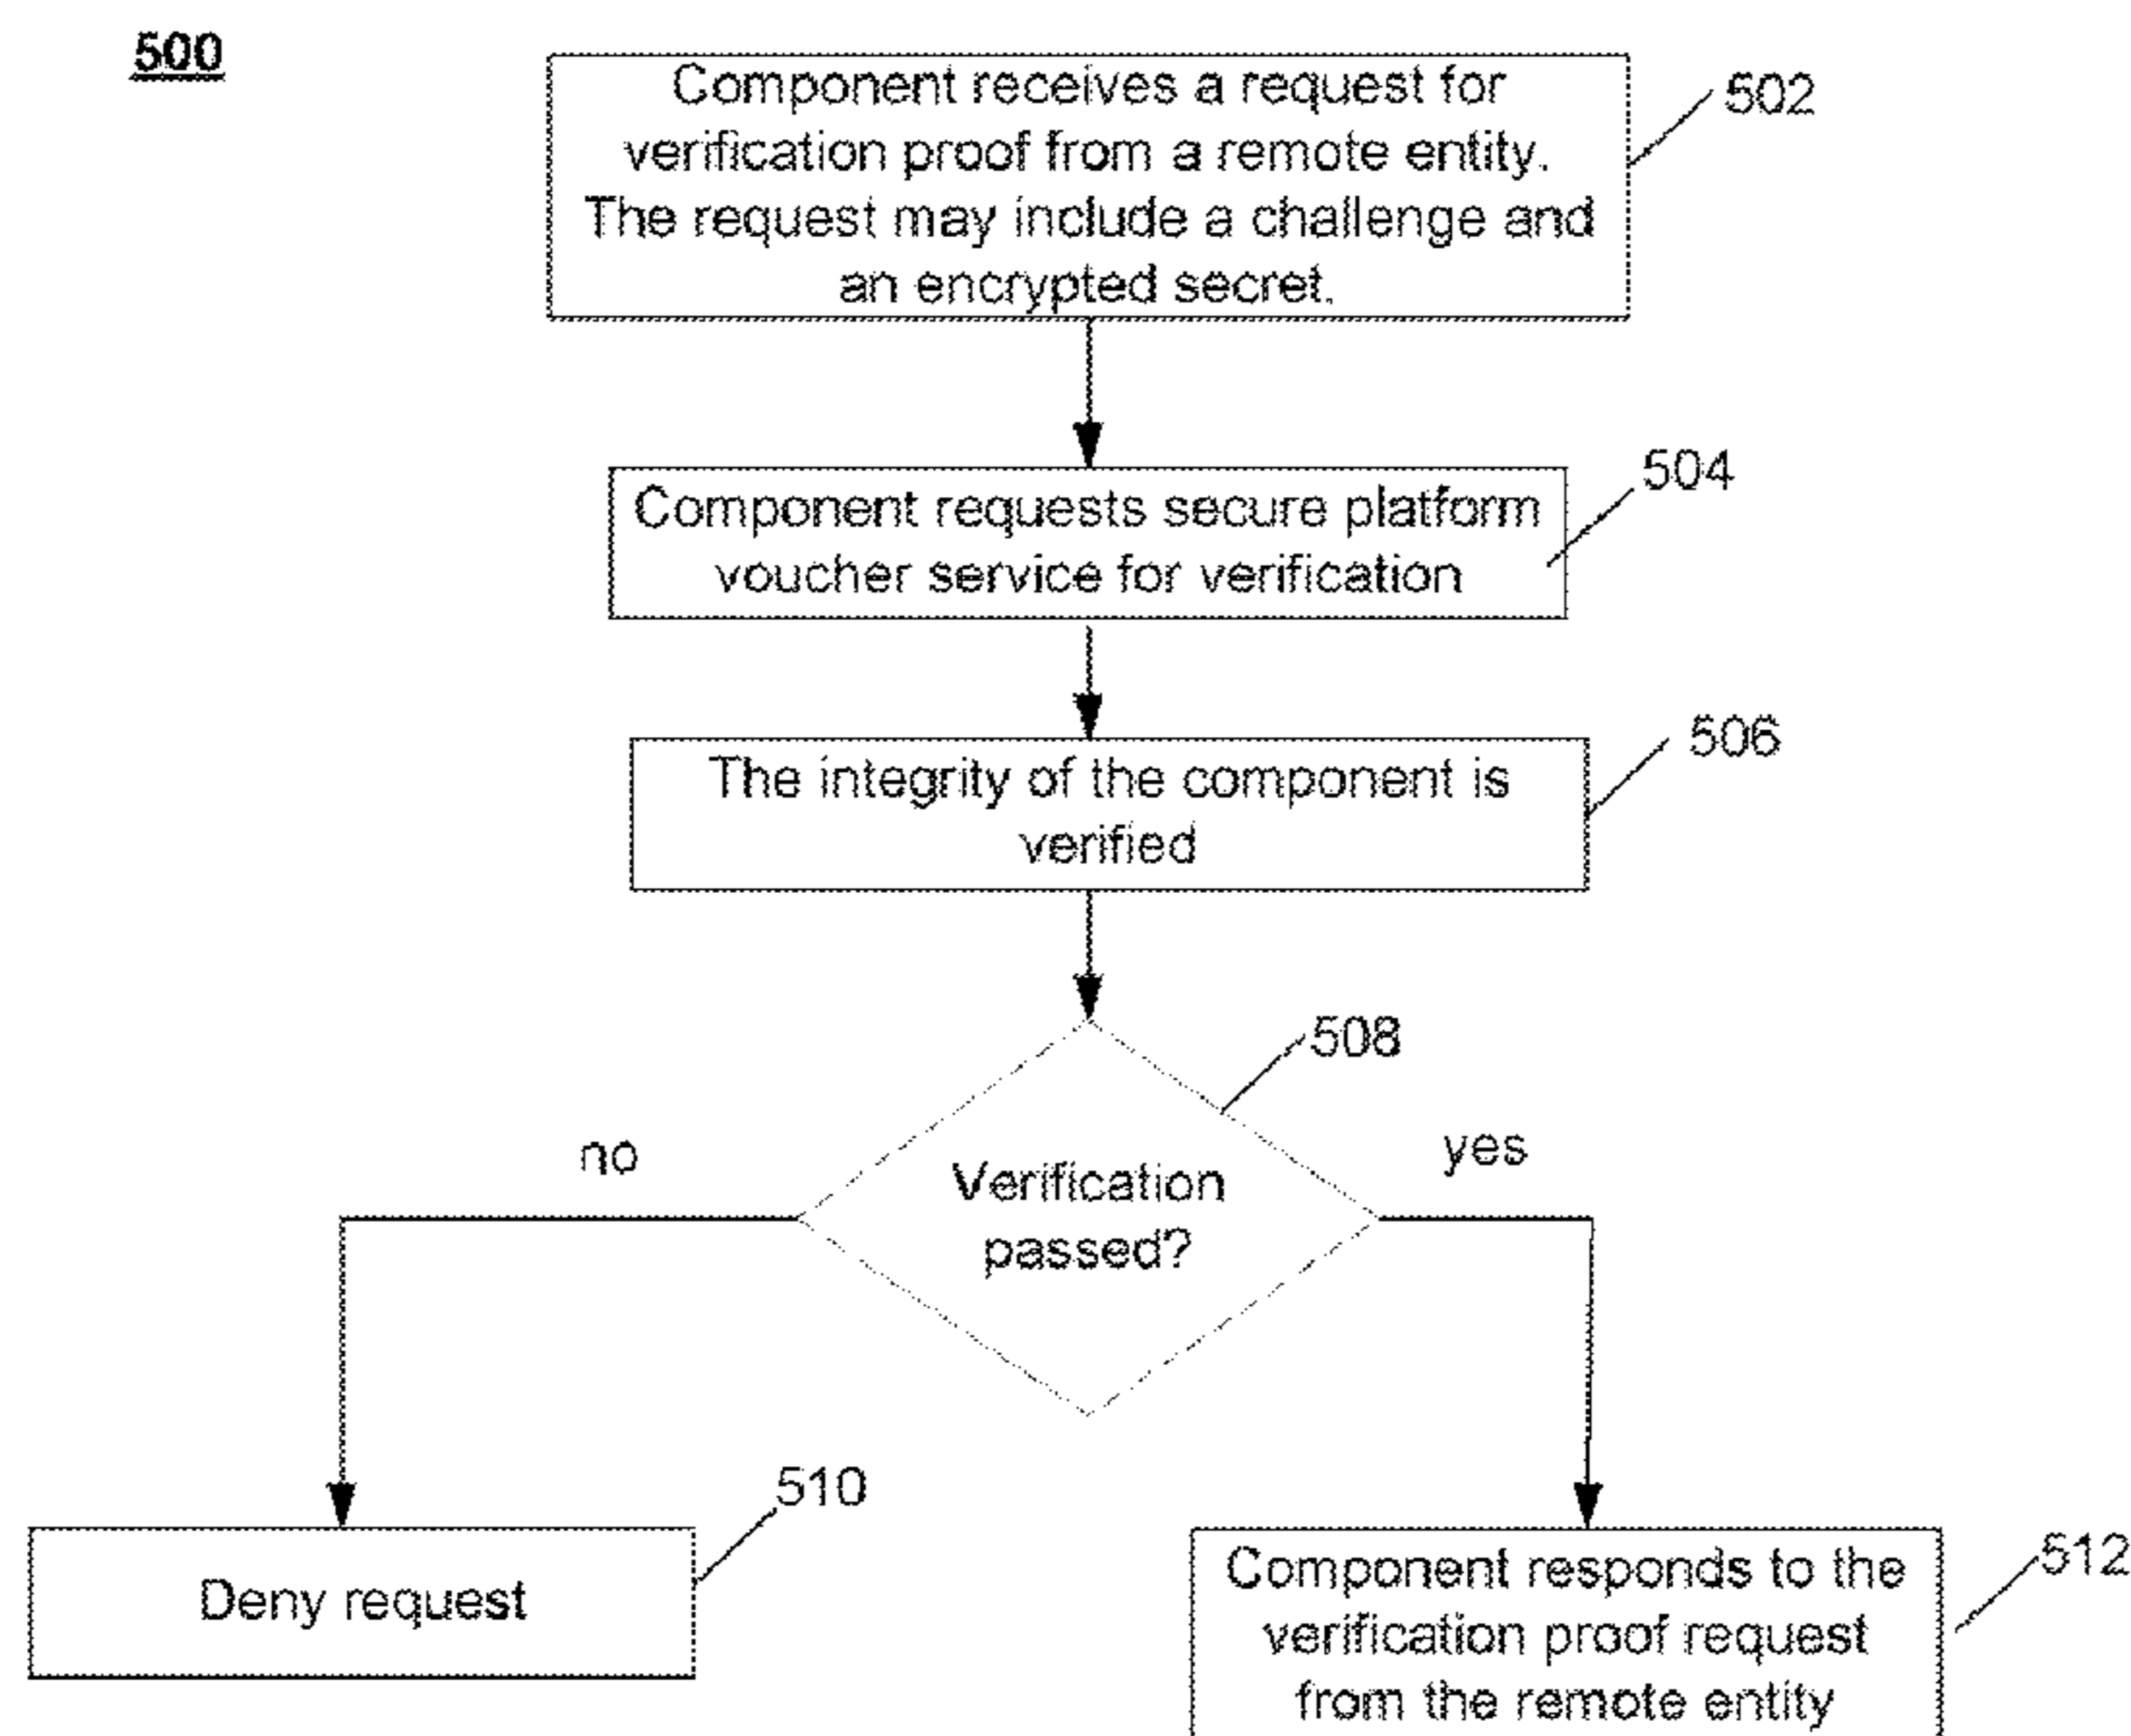 500
Component receives a request for
verification proof from a remote entity.
The request may include a challenge and
an encrypted secret.
502
Component requests secure platform
voucher service for verification
504
The integrity of the component is
verified
506
508
no
Verification
passed?
yes
Deny request
510
Component responds to the
verification proof request
from the remote entity
512